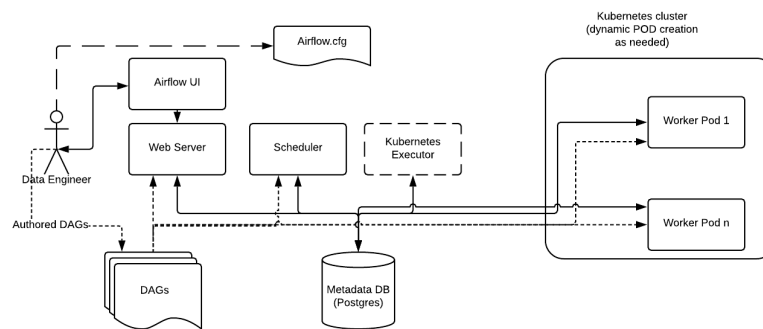 Kubernetes cluster
(dynamic POD creation
as needed)
Airflow.cfg
Airflow UI
Worker Pod 1
Web Server
Scheduler
Kubernetes
Executor
Data Engineer
Authored DAGs
Worker Pod n
DAGs
Metadata DB
(Postgres)